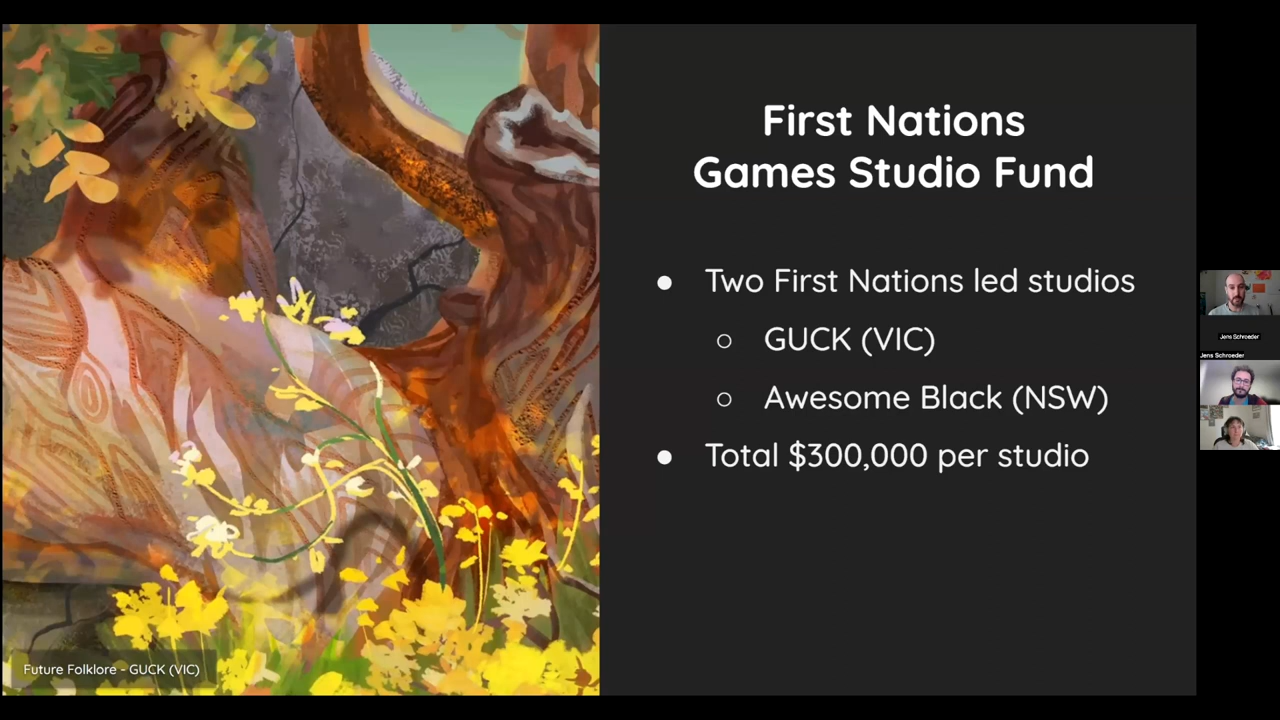 First Nations
Games Studio Fund
● Two First Nations led studios
○ GUCK (VIC)
○ Awesome Black (NSW)
● Total $300,000 per studio
Future Folklore - GUCK (VIC)
Jens Schroeder
Jens Schroeder